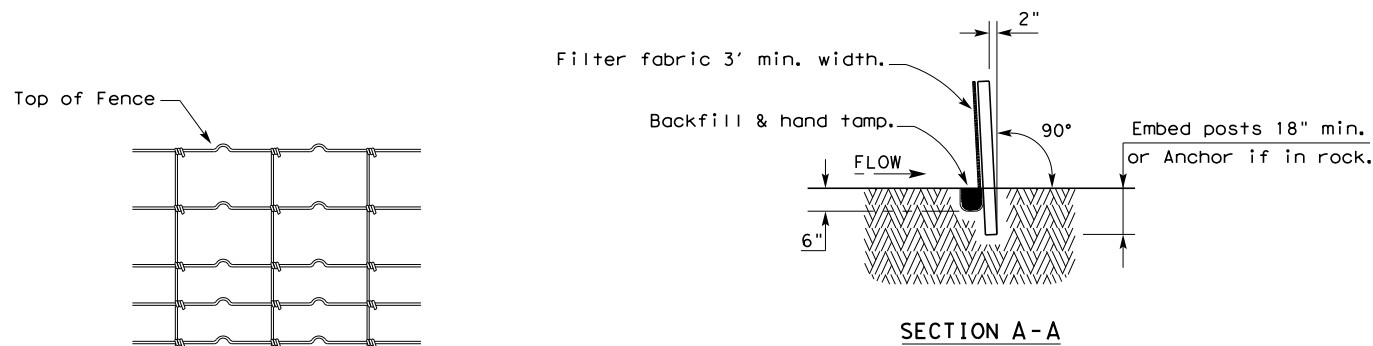 Top of Fence
2"
Filter fabric 3' min. width.
Backfill & hand tamp.
90°
Embed posts 18" min.
or Anchor if in rock.
FLOW
6"
SECTION A-A